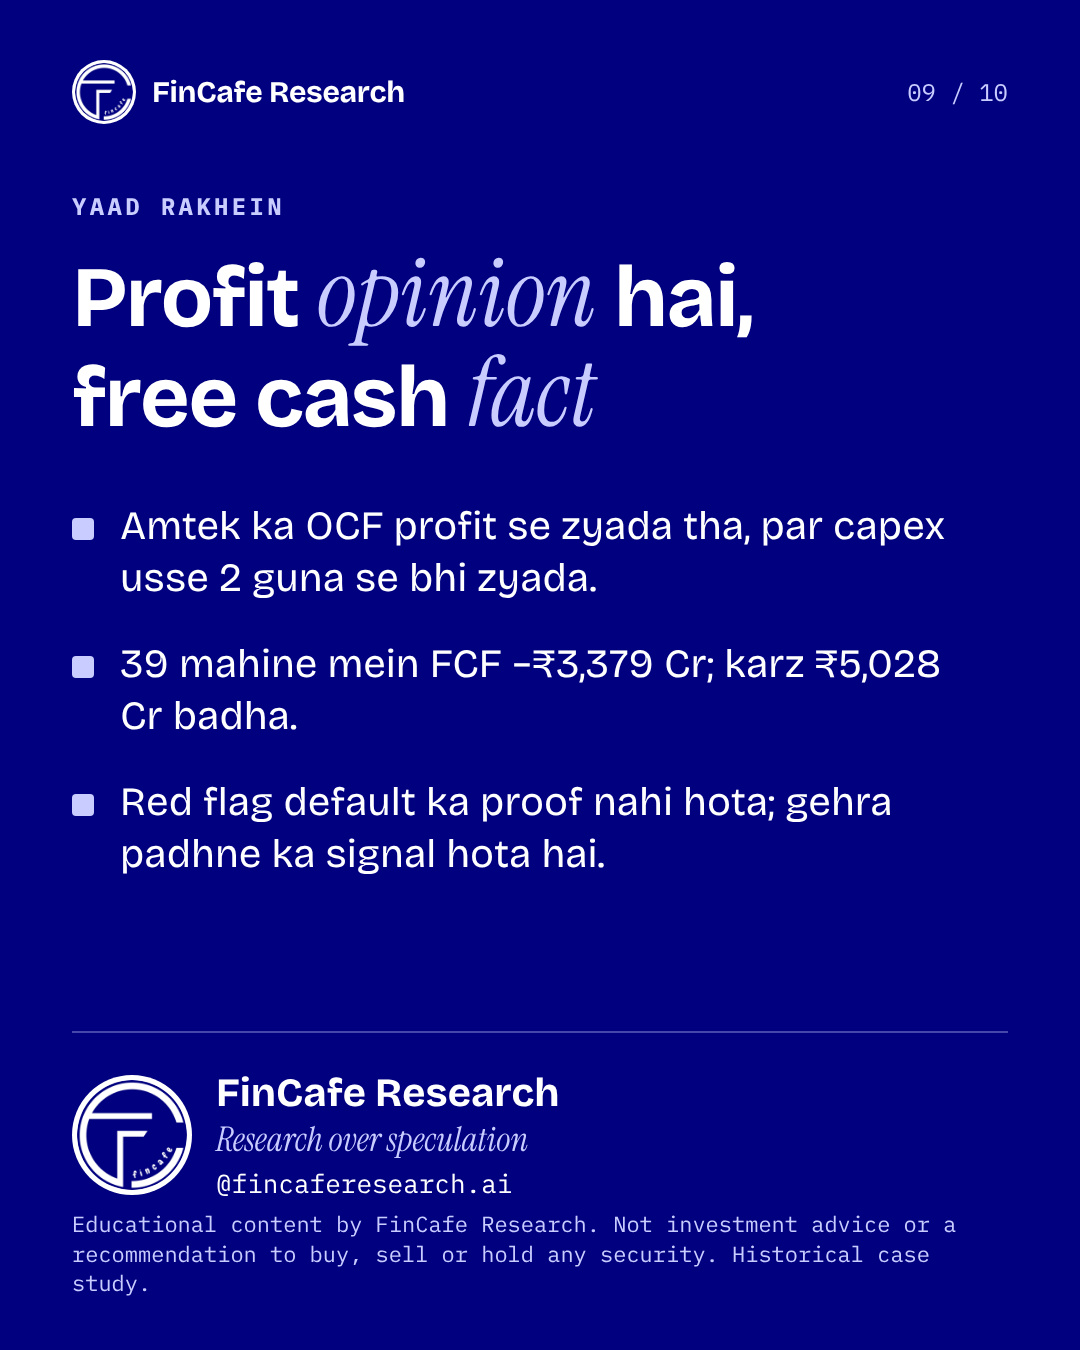 FinCafe Research
09 / 10
YAAD RAKHEIN
Profit opinion hai,
free cash fact
Amtek ka OCF profit se zyada tha, par capex
usse 2 guna se bhi zyada.
39 mahine mein FCF −₹3,379 Cr; karz ₹5,028
Cr badha.
Red flag default ka proof nahi hota; gehra
padhne ka signal hota hai.
fincafe
FinCafe Research
Research over speculation
@fincaferesearch.ai
Educational content by FinCafe Research. Not investment advice or a
recommendation to buy, sell or hold any security. Historical case
study.